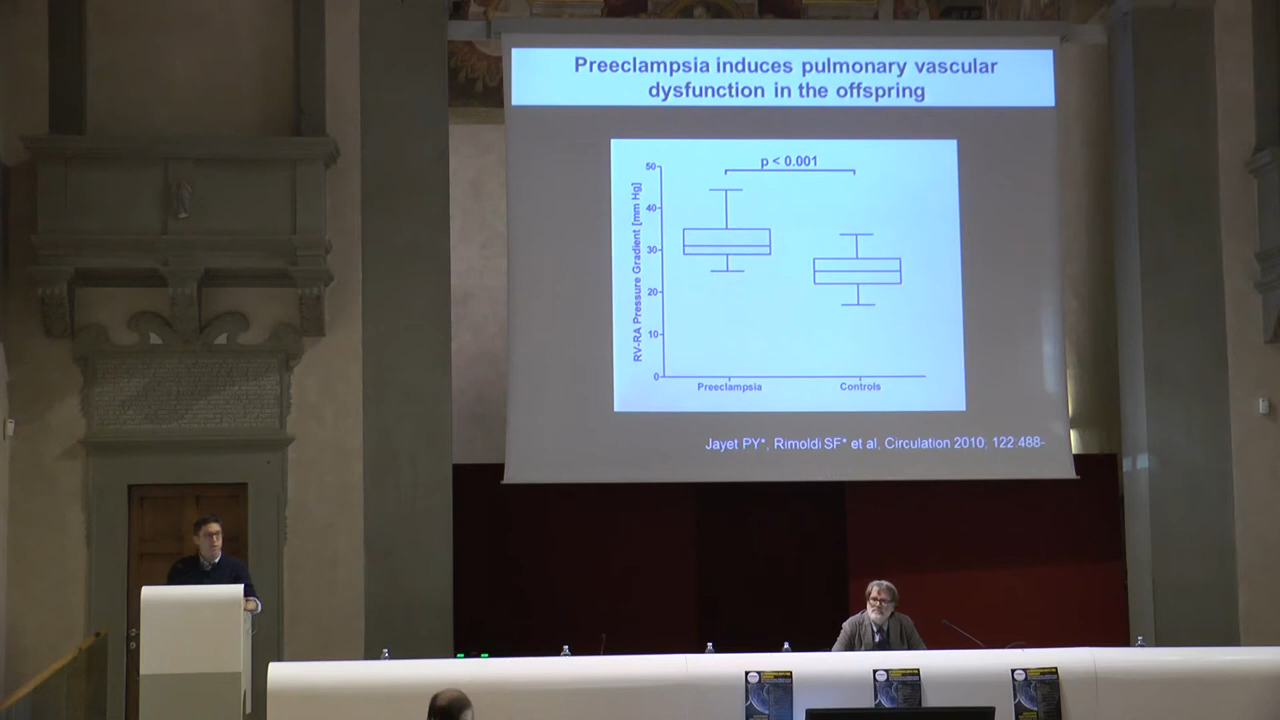 Preeclampsia induces pulmonary vascular
dysfunction in the offspring
p < 0.001
50
40
30
20
10
0
RV-RA Pressure Gradient [mm Hg]
Preeclampsia
Controls
Jayet PY*, Rimoldi SF* et al, Circulation 2010, 122:488-